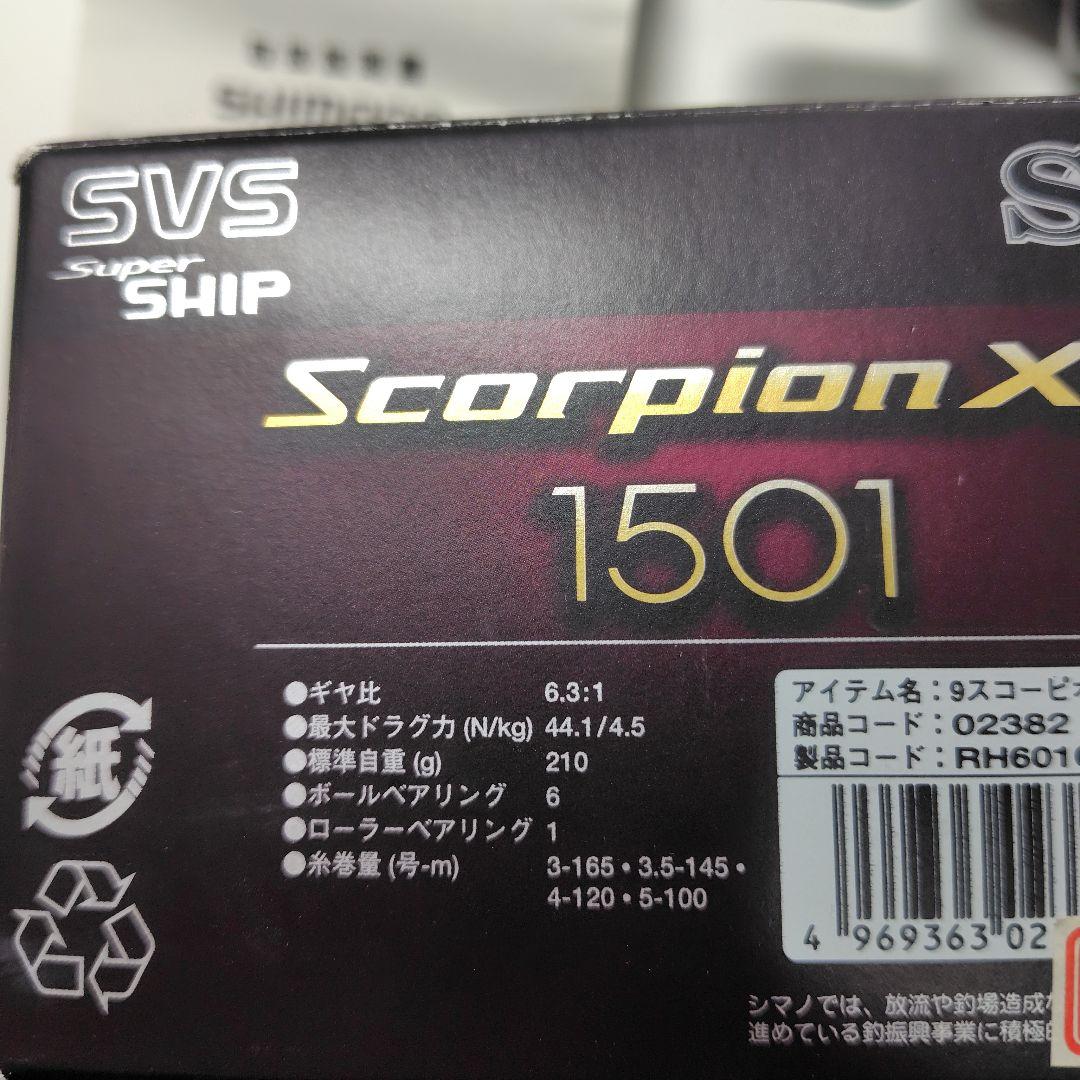 SHIMANO
SVS
Super
SHIP
S
Scorpion X
1501
●ギヤ比 6.3:1
●最大ドラグ力 (N/kg) 44.1/4.5
●標準自重 (g) 210
●ボールベアリング 6
●ローラーベアリング 1
●糸巻量 (号-m) 3-165・3.5-145・
4-120・5-100
紙
アイテム名:9スコーピオ
商品コード:02382
製品コード:RH601
4 969363 02
シマノでは、放流や釣場造成
進めている釣振興事業に積極